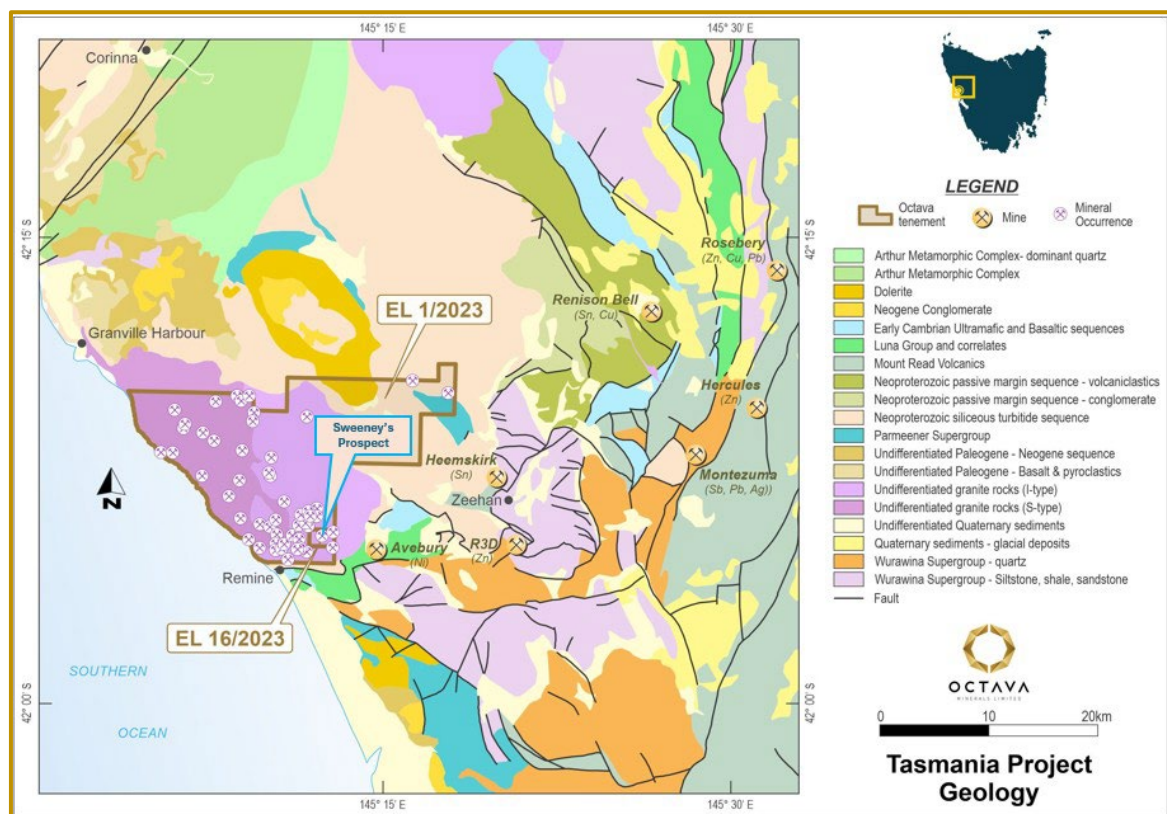 145° 15' E
145° 30' E
Corinna
42° 15' S
42° 15' S
Rosebery
(Zn, Cu, Pb)
Renison Bell
(Sn, Cu)
EL 1/2023
Granville Harbour
Hercules
(Zn)
Sweeney's
Prospect
Heemskirk
(Sn)
Zeehan
Montezuma
(Sb, Pb, Ag))
N
Avebury
(Ni)
R3D
(Zn)
Remine
EL 16/2023
SOUTHERN
OCEAN
42° 00' S
42° 00' S
145° 15' E
145° 30' E
LEGEND
Octava
tenement
Mine
Mineral
Occurrence
Arthur Metamorphic Complex- dominant quartz
Arthur Metamorphic Complex
Dolerite
Neogene Conglomerate
Early Cambrian Ultramafic and Basaltic sequences
Luna Group and correlates
Mount Read Volcanics
Neoproterozoic passive margin sequence - volcaniclastics
Neoproterozoic passive margin sequence - conglomerate
Neoproterozoic siliceous turbitide sequence
Parmeener Supergroup
Undifferentiated Paleogene - Neogene sequence
Undifferentiated Paleogene - Basalt & pyroclastics
Undifferentiated granite rocks (I-type)
Undifferentiated granite rocks (S-type)
Undifferentiated Quaternary sediments
Quaternary sediments - glacial deposits
Wurawina Supergroup - quartz
Wurawina Supergroup - Siltstone, shale, sandstone
Fault
OCTAVA
MINERALS LIMITED
0 10 20km
Tasmania Project
Geology